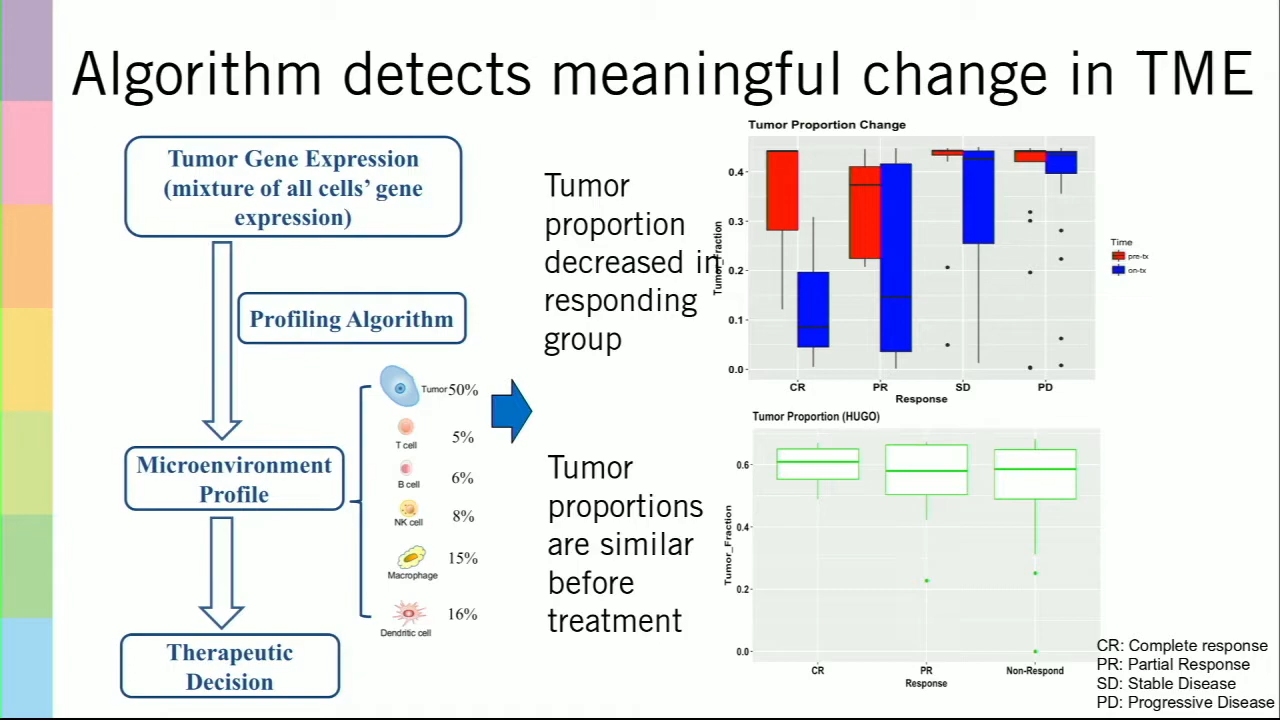 Algorithm detects meaningful change in TME
Tumor Gene Expression
(mixture of all cells’ gene
expression)
Profiling Algorithm
Microenvironment
Profile
Therapeutic
Decision
Tumor 50%
T cell 5%
B cell 6%
NK cell 8%
Macrophage 15%
Dendritic cell 16%
Tumor
proportion
decreased in
responding
group
Tumor
proportions
are similar
before
treatment
Tumor Proportion Change
Tumor_Fraction
0.4
0.3
0.2
0.1
0.0
CR PR SD PD
Response
Time
pre-tx
on-tx
Tumor Proportion (HUGO)
Tumor_Fraction
0.6
0.4
0.2
0.0
CR PR Non-Respond
Response
CR: Complete response
PR: Partial Response
SD: Stable Disease
PD: Progressive Disease